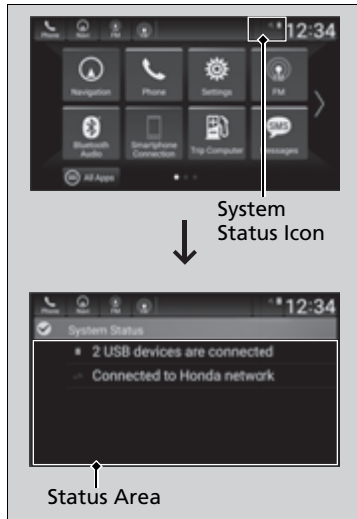 Phone Navi FM 12:34
Navigation Phone Settings FM
SMS
Bluetooth Audio
Smartphone Connection
Trip Computer Messages
All Apps
System
Status Icon
Phone Navi FM 12:34
System Status
2 USB devices are connected
Connected to Honda network
Status Area